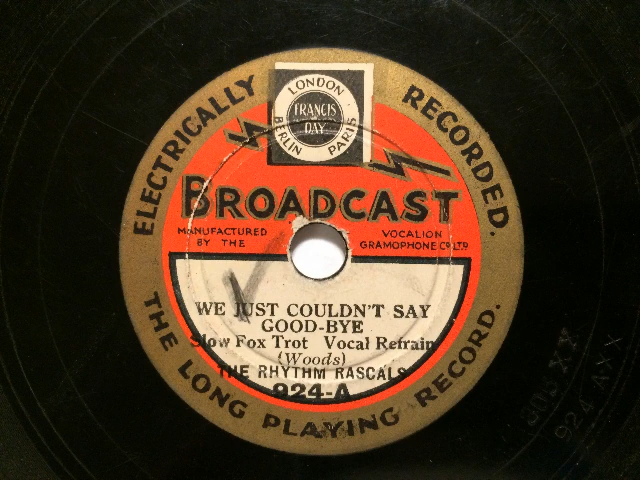 ELECTRICALLY RECORDED.
LONDON
FRANCIS
DAY
BERLIN PARIS
BROADCAST
MANUFACTURED BY THE
VOCALION GRAMOPHONE CO LTD
WE JUST COULDN'T SAY
GOOD-BYE
Slow Fox Trot Vocal Refrain
(Woods)
THE RHYTHM RASCALS
924-A
THE LONG PLAYING RECORD.
924 AXX